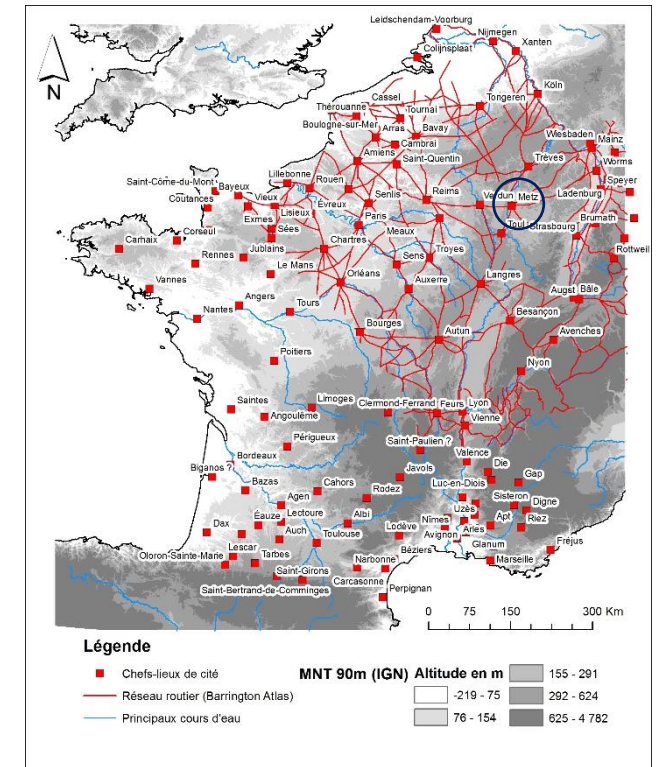 Leidschendam-Voorburg
Nijmegen
Xanten
Colijnsplaat
N
Köln
Cassel
Tongeren
Tournai
Thérouanne
Boulogne-sur-Mer
Arras
Bavay
Cambrai
Wiesbaden
Mainz
Amiens
Saint-Quentin
Trèves
Worms
Lillebonne
Rouen
Saint-Côme-du-Mont
Bayeux
Speyer
Coutances
Vieux
Evreux
Senlis
Reims
Verdun
Metz
Ladenburg
Lisieux
Exmes
Paris
Brumath
Carhaix
Corseul
Sées
Meaux
Toul
Strasbourg
Jublains
Chartres
Troyes
Rottweil
Rennes
Sens
Le Mans
Orléans
Auxerre
Langres
Vannes
Augst
Bâle
Angers
Nantes
Tours
Besançon
Bourges
Autun
Avenches
Poitiers
Nyon
Saintes
Limoges
Clermond-Ferrand
Feurs
Lyon
Angoulême
Vienne
Périgueux
Saint-Paulien ?
Bordeaux
Valence
Biganos ?
Javols
Die
Gap
Bazas
Cahors
Luc-en-Diois
Rodez
Sisteron
Agen
Digne
Éauze
Lectoure
Albi
Uzès
Nîmes
Apt
Riez
Dax
Auch
Lodève
Arles
Avignon
Glanum
Lescar
Toulouse
Oloron-Sainte-Marie
Tarbes
Béziers
Fréjus
Narbonne
Marseille
Saint-Girons
Carcasonne
Saint-Bertrand-de-Comminges
Perpignan
0 75 150 300 Km
Légende
Chefs-lieux de cité
Réseau routier (Barrington Atlas)
Principaux cours d'eau
MNT 90m (IGN) Altitude en m
-219 - 75
76 - 154
155 - 291
292 - 624
625 - 4 782